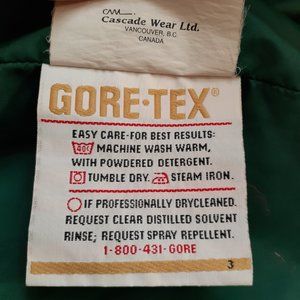 Cascade Wear Ltd.
VANCOUVER, B.C.
CANADA
GORE-TEX®
EASY CARE-FOR BEST RESULTS:
MACHINE WASH WARM,
WITH POWDERED DETERGENT.
TUMBLE DRY. STEAM IRON.
IF PROFESSIONALLY DRYCLEANED,
REQUEST CLEAR DISTILLED SOLVENT
RINSE; REQUEST SPRAY REPELLENT.
1-800-431-GORE
3